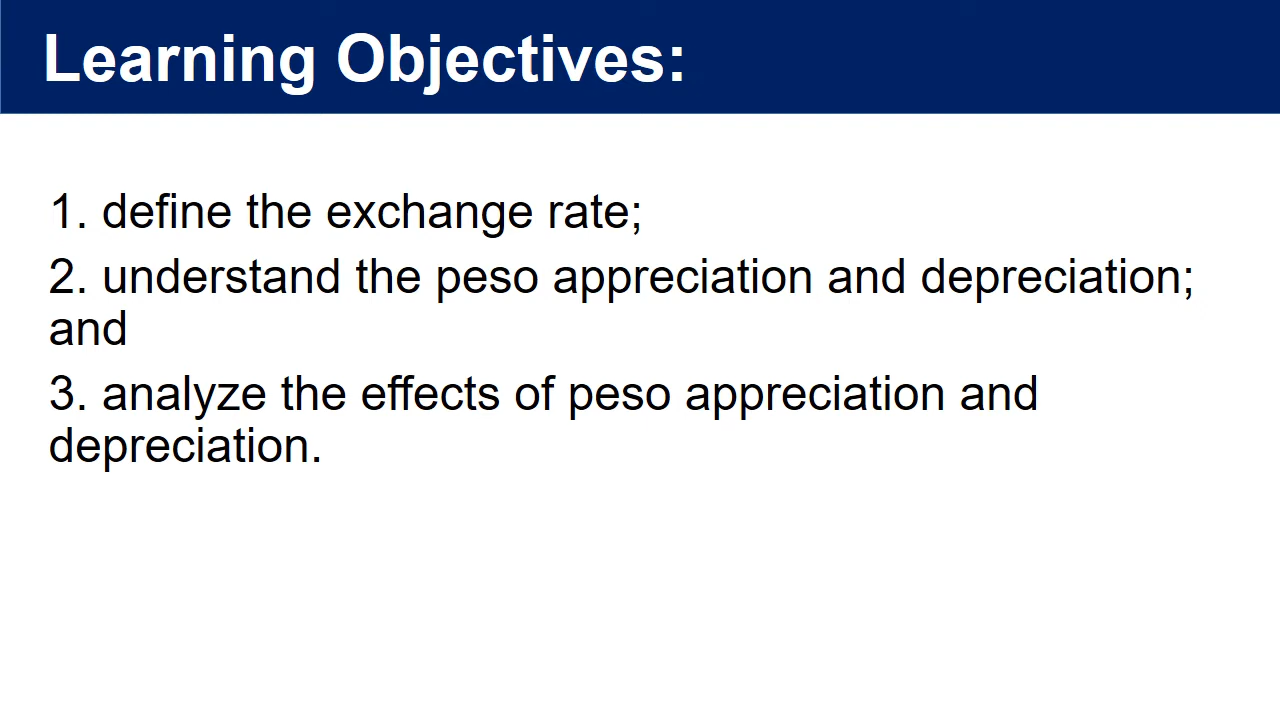 Learning Objectives:
1. define the exchange rate;
2. understand the peso appreciation and depreciation;
and
3. analyze the effects of peso appreciation and
depreciation.